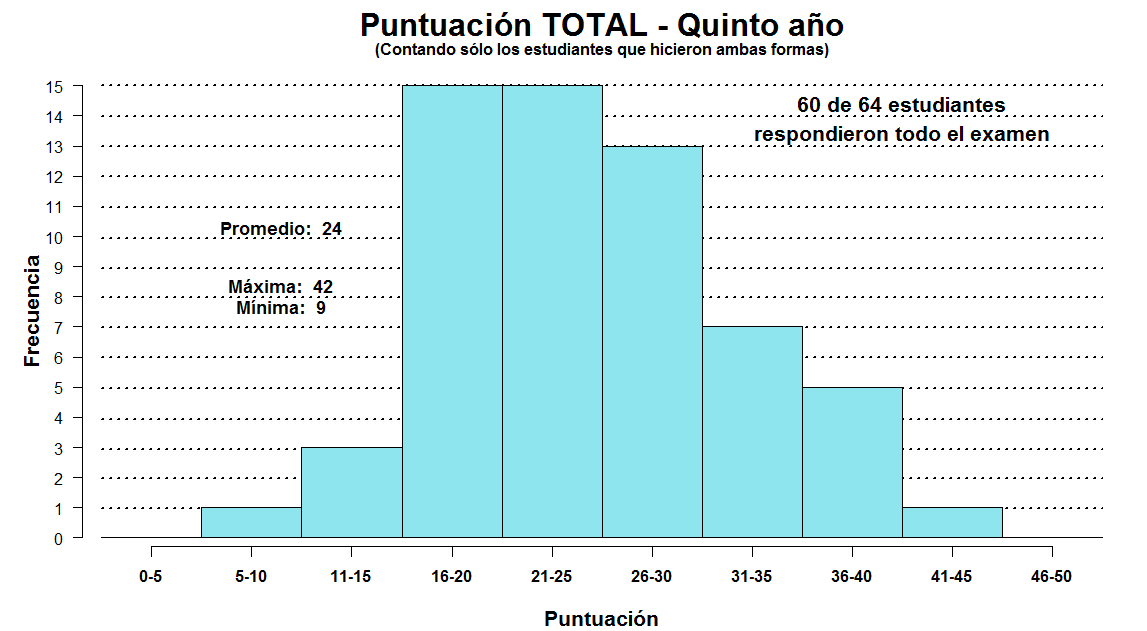 Puntuación TOTAL - Quinto año
(Contando sólo los estudiantes que hicieron ambas formas)
60 de 64 estudiantes
respondieron todo el examen
Promedio: 24
Máxima: 42
Mínima: 9
Frecuencia
15
14
13
12
11
10
9
8
7
6
5
4
3
2
1
0
0-5 5-10 11-15 16-20 21-25 26-30 31-35 36-40 41-45 46-50
Puntuación